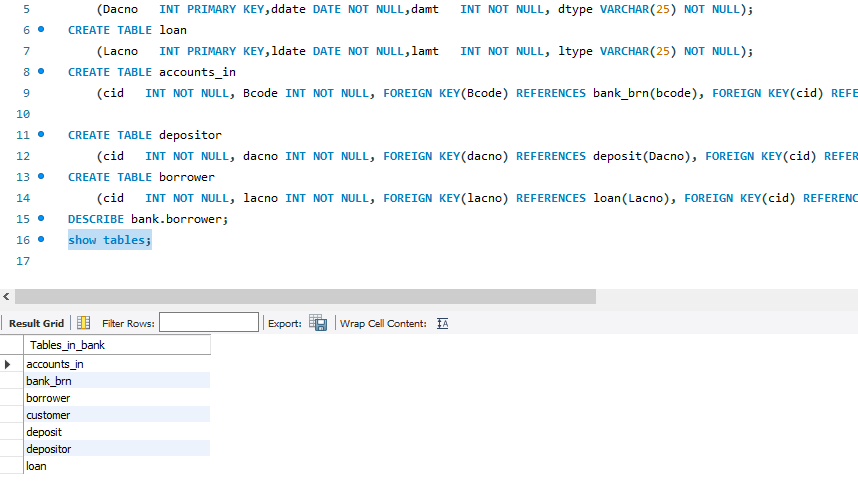 5 (Dacno INT PRIMARY KEY,ddate DATE NOT NULL,damt INT NOT NULL, dtype VARCHAR(25) NOT NULL);
6 CREATE TABLE loan
7 (Lacno INT PRIMARY KEY,ldate DATE NOT NULL,lamt INT NOT NULL, ltype VARCHAR(25) NOT NULL);
8 CREATE TABLE accounts_in
9 (cid INT NOT NULL, Bcode INT NOT NULL, FOREIGN KEY(Bcode) REFERENCES bank_brn(bcode), FOREIGN KEY(cid) REFE
10
11 CREATE TABLE depositor
12 (cid INT NOT NULL, dacno INT NOT NULL, FOREIGN KEY(dacno) REFERENCES deposit(Dacno), FOREIGN KEY(cid) REFER
13 CREATE TABLE borrower
14 (cid INT NOT NULL, lacno INT NOT NULL, FOREIGN KEY(lacno) REFERENCES loan(Lacno), FOREIGN KEY(cid) REFERENC
15 DESCRIBE bank.borrower;
16 show tables;
17
Result Grid Filter Rows: Export: Wrap Cell Content:
Tables_in_bank
accounts_in
bank_brn
borrower
customer
deposit
depositor
loan